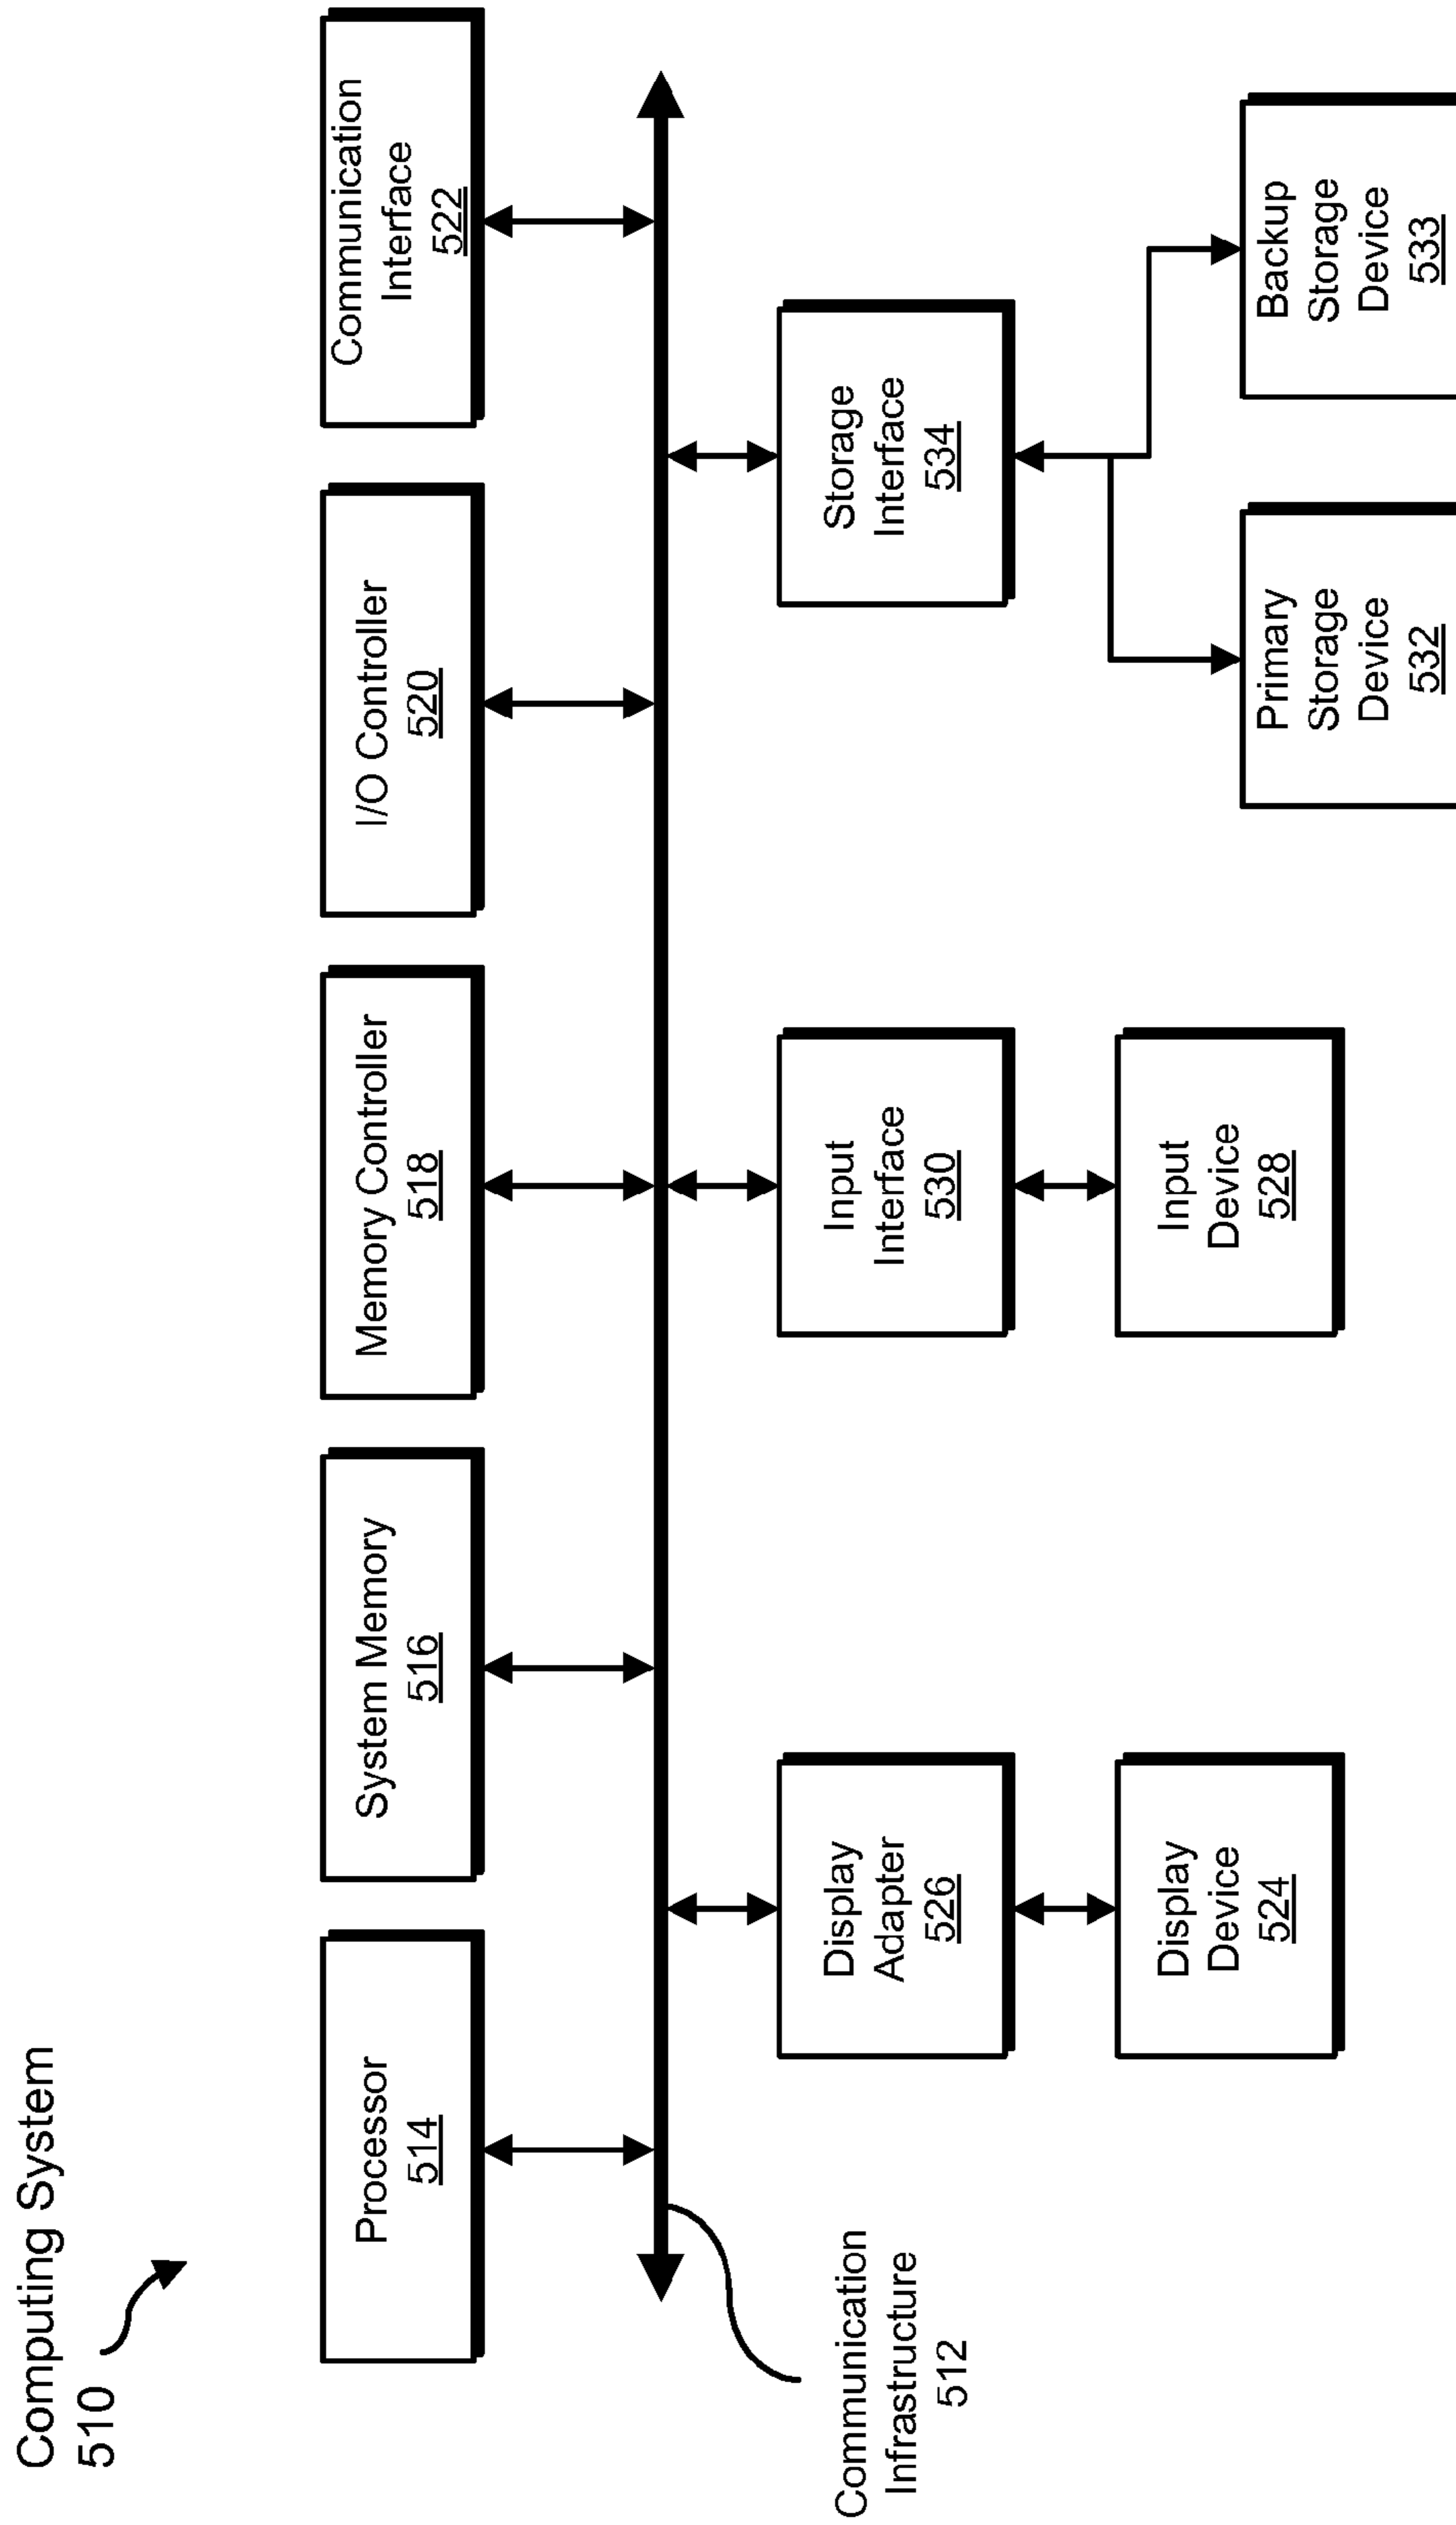 Computing System
510
Processor
514
System Memory
516
Memory Controller
518
I/O Controller
520
Communication
Interface
522
Communication
Infrastructure
512
Display
Adapter
526
Input
Interface
530
Storage
Interface
534
Display
Device
524
Input
Device
528
Primary
Storage
Device
532
Backup
Storage
Device
533